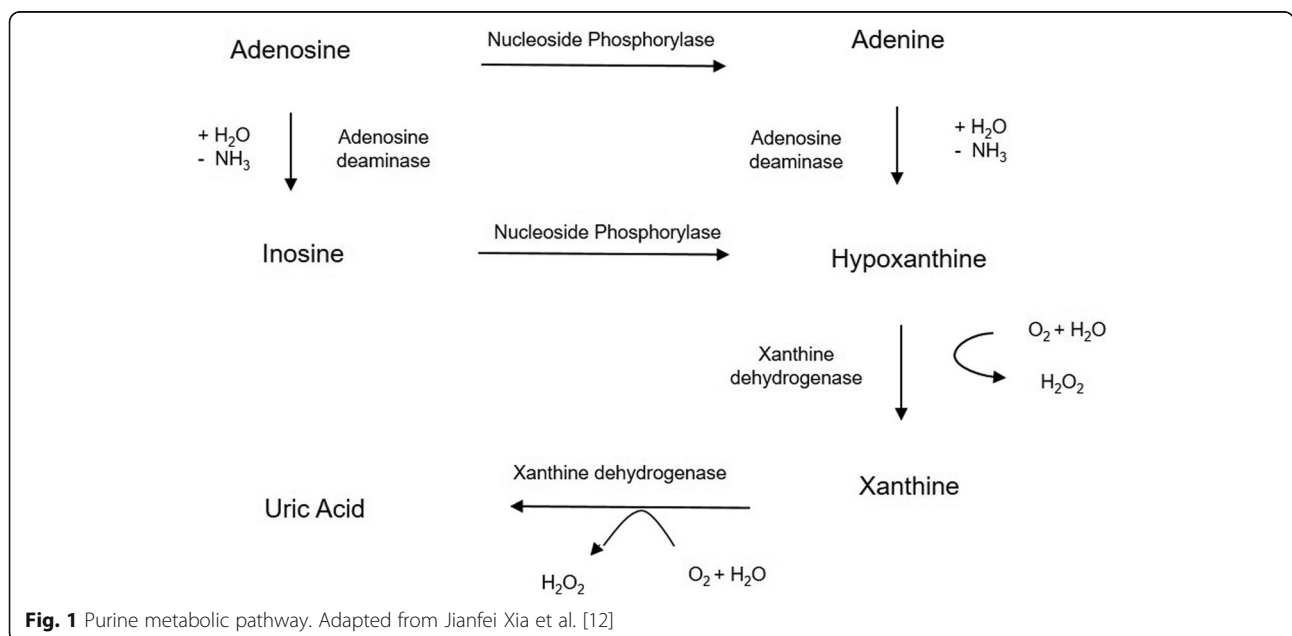 Adenosine
Nucleoside Phosphorylase
Adenine
+ H₂O
- NH₃
Adenosine
deaminase
Adenosine
deaminase
+ H₂O
- NH₃
Inosine
Nucleoside Phosphorylase
Hypoxanthine
Xanthine
dehydrogenase
O₂ + H₂O
H₂O₂
Xanthine dehydrogenase
Uric Acid
Xanthine
H₂O₂
O₂ + H₂O
Fig. 1 Purine metabolic pathway. Adapted from Jianfei Xia et al. [12]